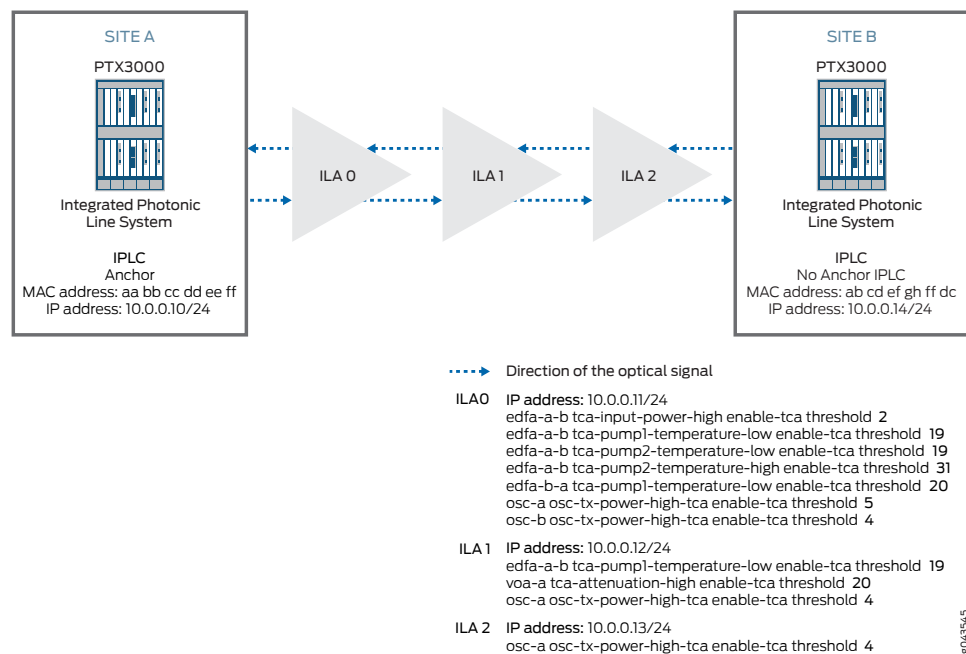 SITE A
PTX3000
Integrated Photonic
Line System
IPLC
Anchor
MAC address: aa bb cc dd ee ff
IP address: 10.0.0.10/24
ILA 0
ILA 1
ILA 2
SITE B
PTX3000
Integrated Photonic
Line System
IPLC
No Anchor IPLC
MAC address: ab cd ef gh ff dc
IP address: 10.0.0.14/24
Direction of the optical signal
ILA0 IP address: 10.0.0.11/24
edfa-a-b tca-input-power-high enable-tca threshold 2
edfa-a-b tca-pump1-temperature-low enable-tca threshold 19
edfa-a-b tca-pump2-temperature-low enable-tca threshold 19
edfa-a-b tca-pump2-temperature-high enable-tca threshold 31
edfa-b-a tca-pump1-temperature-low enable-tca threshold 20
osc-a osc-tx-power-high-tca enable-tca threshold 5
osc-b osc-tx-power-high-tca enable-tca threshold 4
ILA 1 IP address: 10.0.0.12/24
edfa-a-b tca-pump1-temperature-low enable-tca threshold 19
voa-a tca-attenuation-high enable-tca threshold 20
osc-a osc-tx-power-high-tca enable-tca threshold 4
ILA 2 IP address: 10.0.0.13/24
osc-a osc-tx-power-high-tca enable-tca threshold 4
g043545